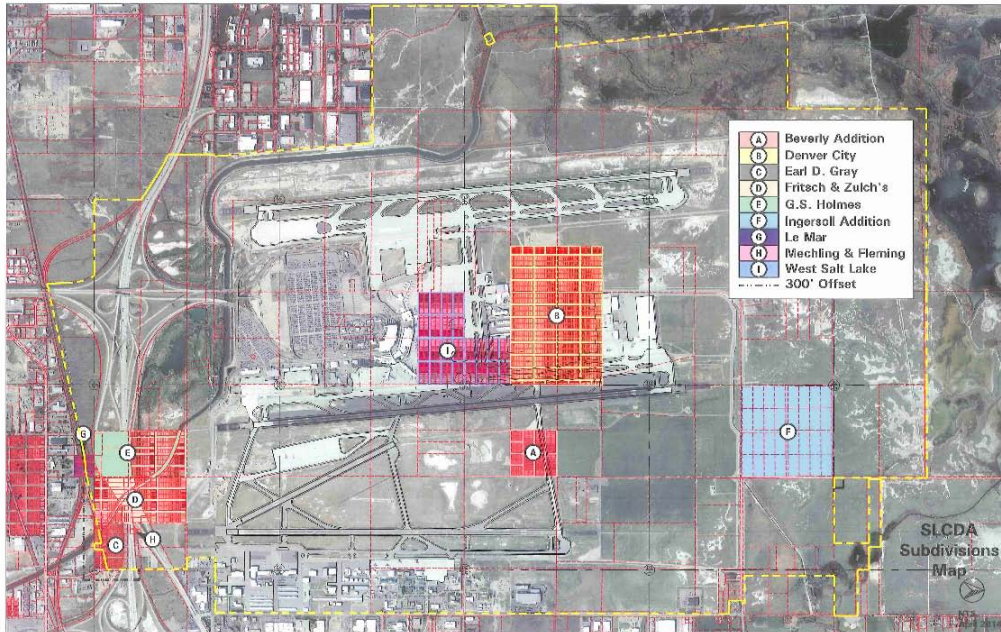 A Beverly Addition
B Denver City
C Earl D. Gray
D Fritsch & Zulch's
E G.S. Holmes
F Ingersoll Addition
G Le Mar
H Mechling & Fleming
I West Salt Lake
300' Offset
B
I
G
A
F
E
D
C
H
SLCDA
Subdivisions
Map
NTS